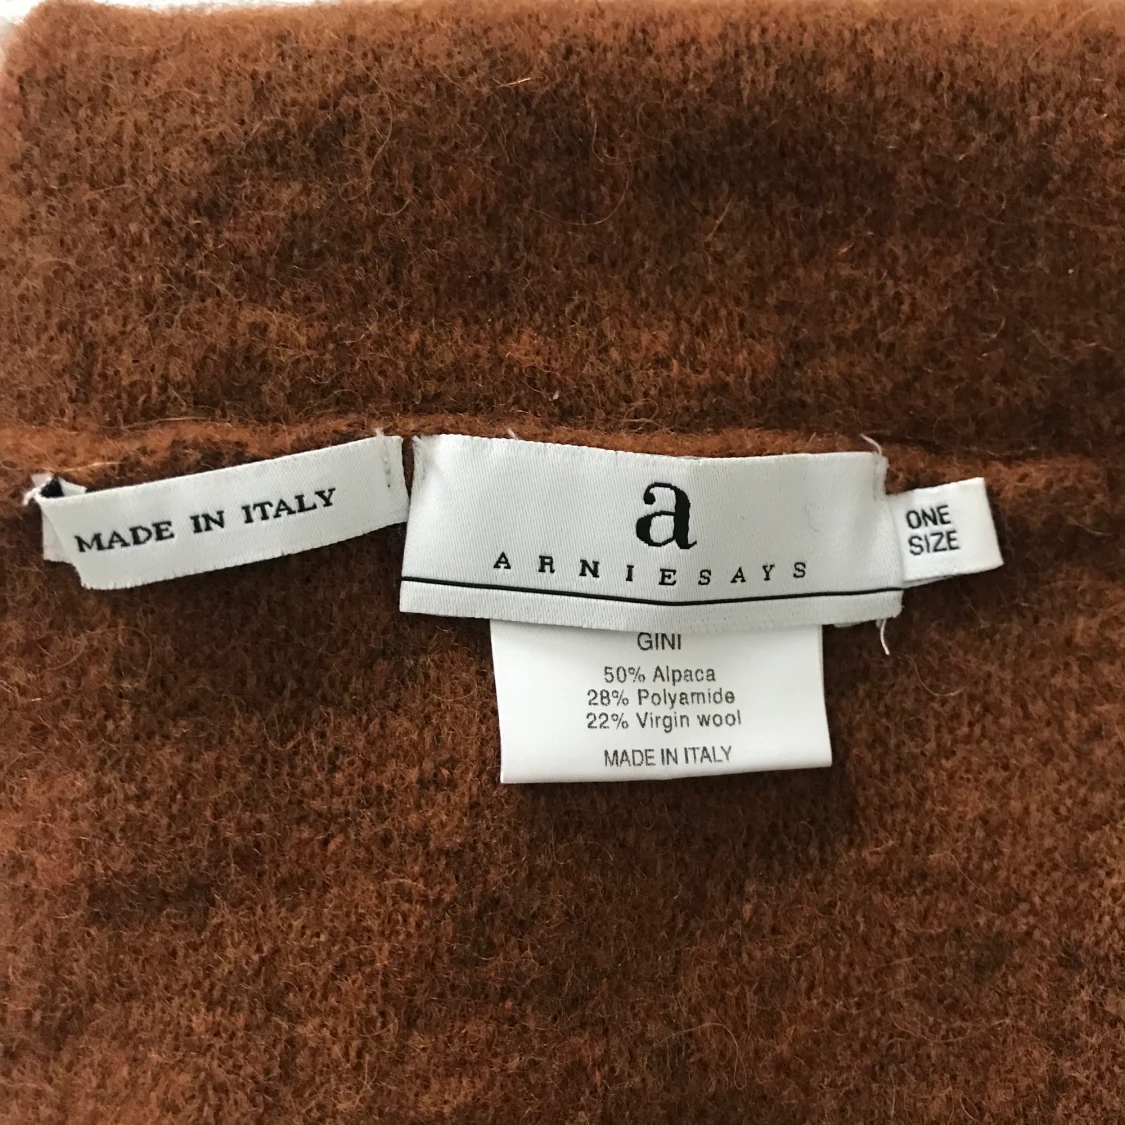 MADE IN ITALY
a
ARNIESAYS
ONE
SIZE
GINI
50% Alpaca
28% Polyamide
22% Virgin wool
MADE IN ITALY